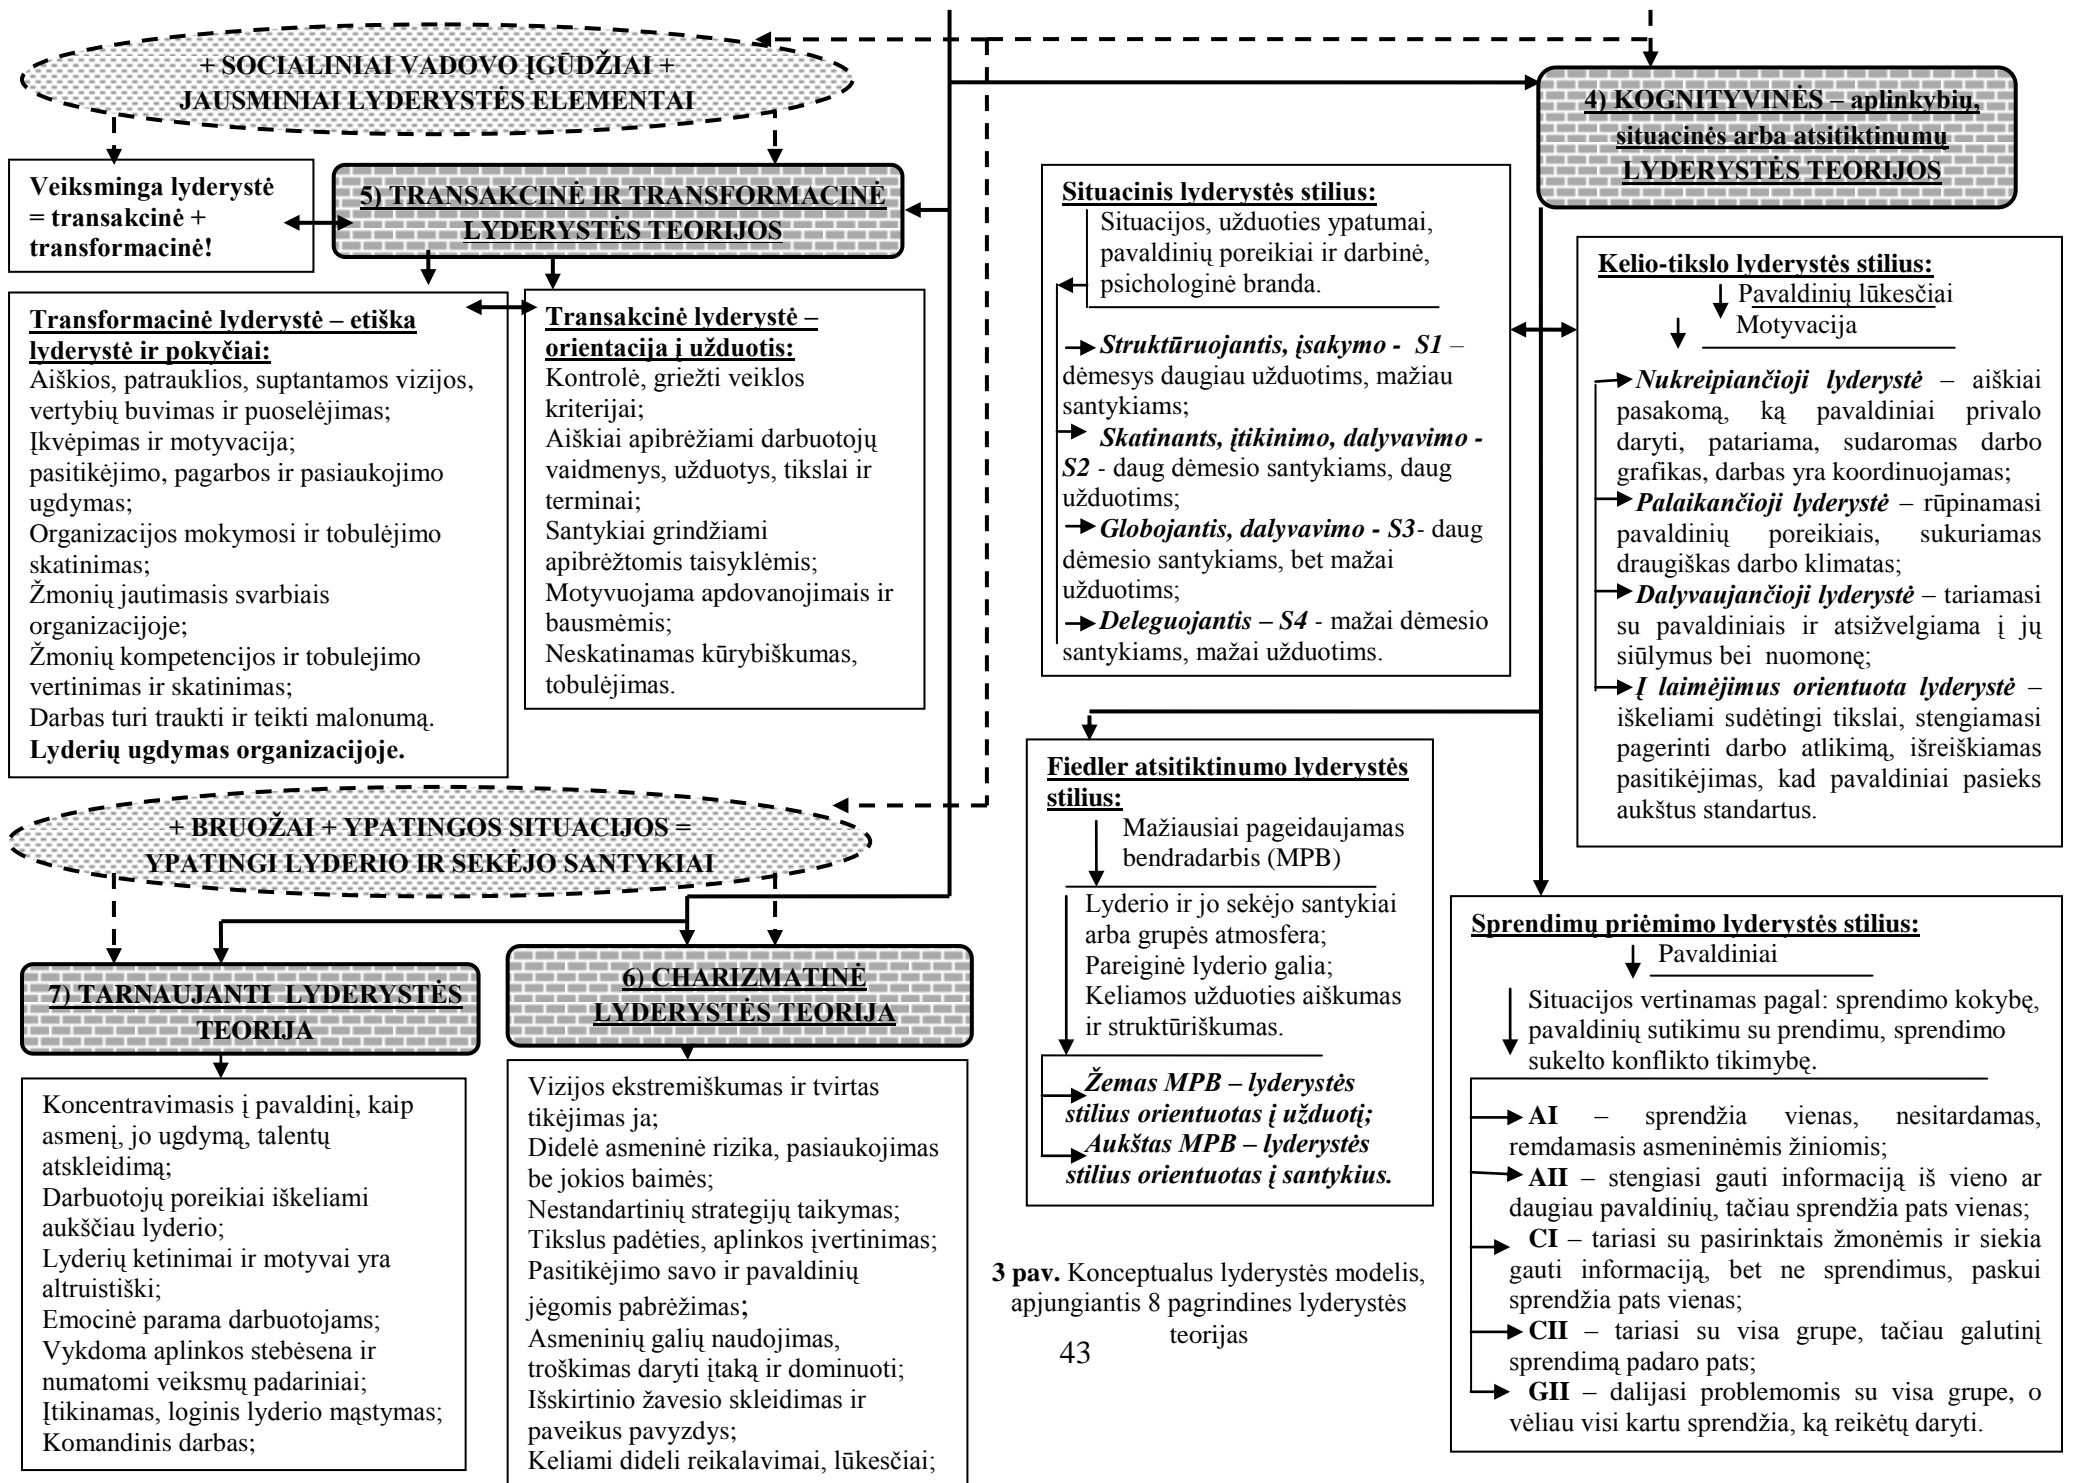 + SOCIALINIAI VADOVO ĮGŪDŽIAI +
JAUSMINIAI LYDERYSTĖS ELEMENTAI
Veiksminga lyderystė
= transakcinė +
transformacinė!
5) TRANSAKCINĖ IR TRANSFORMACINĖ
LYDERYSTĖS TEORIJOS
Transformacinė lyderystė – etiška
lyderystė ir pokyčiai:
Aiškios, patrauklios, suptantamos vizijos,
vertybių buvimas ir puoselėjimas;
Įkvėpimas ir motyvacija;
pasitikėjimo, pagarbos ir pasiaukojimo
ugdymas;
Organizacijos mokymosi ir tobulėjimo
skatinimas;
Žmonių jautimasis svarbiais
organizacijoje;
Žmonių kompetencijos ir tobulejimo
vertinimas ir skatinimas;
Darbas turi traukti ir teikti malonumą.
Lyderių ugdymas organizacijoje.
Transakcinė lyderystė –
orientacija į užduotis:
Kontrolė, griežti veiklos
kriterijai;
Aiškiai apibrėžiami darbuotojų
vaidmenys, užduotys, tikslai ir
terminai;
Santykiai grindžiami
apibrėžtomis taisyklėmis;
Motyvuojama apdovanojimais ir
bausmėmis;
Neskatinamas kūrybiškumas,
tobulėjimas.
4) KOGNITYVINĖS – aplinkybių,
situacinės arba atsitiktinumų
LYDERYSTĖS TEORIJOS
Situacinis lyderystės stilius:
Situacijos, užduoties ypatumai,
pavaldinių poreikiai ir darbinė,
psichologinė branda.
Struktūruojantis, įsakymo - S1 –
dėmesys daugiau užduotims, mažiau
santykiams;
Skatinants, įtikinimo, dalyvavimo -
S2 - daug dėmesio santykiams, daug
užduotims;
Globojantis, dalyvavimo - S3- daug
dėmesio santykiams, bet mažai
užduotims;
Deleguojantis – S4 - mažai dėmesio
santykiams, mažai užduotims.
Kelio-tikslo lyderystės stilius:
Pavaldinių lūkesčiai
Motyvacija
Nukreipiančioji lyderystė – aiškiai
pasakomą, ką pavaldiniai privalo
daryti, patariama, sudaromas darbo
grafikas, darbas yra koordinuojamas;
Palaikančioji lyderystė – rūpinamasi
pavaldinių poreikiais, sukuriamas
draugiškas darbo klimatas;
Dalyvaujančioji lyderystė – tariamasi
su pavaldiniais ir atsižvelgiama į jų
siūlymus bei nuomonę;
Į laimėjimus orientuota lyderystė –
iškeliami sudėtingi tikslai, stengiamasi
pagerinti darbo atlikimą, išreiškiamas
pasitikėjimas, kad pavaldiniai pasieks
aukštus standartus.
Fiedler atsitiktinumo lyderystės
stilius:
Mažiausiai pageidaujamas
bendradarbis (MPB)
Lyderio ir jo sekėjo santykiai
arba grupės atmosfera;
Pareiginė lyderio galia;
Keliamos užduoties aiškumas
ir struktūriškumas.
Žemas MPB – lyderystės
stilius orientuotas į užduotį;
Aukštas MPB – lyderystės
stilius orientuotas į santykius.
Sprendimų priėmimo lyderystės stilius:
Pavaldiniai
Situacijos vertinamas pagal: sprendimo kokybę,
pavaldinių sutikimu su prendimu, sprendimo
sukelto konflikto tikimybę.
AI – sprendžia vienas, nesitardamas,
remdamasis asmeninėmis žiniomis;
AII – stengiasi gauti informaciją iš vieno ar
daugiau pavaldinių, tačiau sprendžia pats vienas;
CI – tariasi su pasirinktais žmonėmis ir siekia
gauti informaciją, bet ne sprendimus, paskui
sprendžia pats vienas;
CII – tariasi su visa grupe, tačiau galutinį
sprendimą padaro pats;
GII – dalijasi problemomis su visa grupe, o
vėliau visi kartu sprendžia, ką reikėtų daryti.
+ BRUOŽAI + YPATINGOS SITUACIJOS =
YPATINGI LYDERIO IR SEKĖJO SANTYKIAI
7) TARNAUJANTI LYDERYSTĖS
TEORIJA
Koncentravimasis į pavaldinį, kaip
asmenį, jo ugdymą, talentų
atskleidimą;
Darbuotojų poreikiai iškeliami
aukščiau lyderio;
Lyderių ketinimai ir motyvai yra
altruistiški;
Emocinė parama darbuotojams;
Vykdoma aplinkos stebėsena ir
numatomi veiksmų padariniai;
Įtikinamas, loginis lyderio mąstymas;
Komandinis darbas;
6) CHARIZMATINĖ
LYDERYSTĖS TEORIJA
Vizijos ekstremiškumas ir tvirtas
tikėjimas ja;
Didelė asmeninė rizika, pasiaukojimas
be jokios baimės;
Nestandartinių strategijų taikymas;
Tikslus padėties, aplinkos įvertinimas;
Pasitikėjimo savo ir pavaldinių
jėgomis pabrėžimas;
Asmeninių galių naudojimas,
troškimas daryti įtaką ir dominuoti;
Išskirtinio žavesio skleidimas ir
paveikus pavyzdys;
Keliami dideli reikalavimai, lūkesčiai;
3 pav. Konceptualus lyderystės modelis,
apjungiantis 8 pagrindines lyderystės
teorijas
43